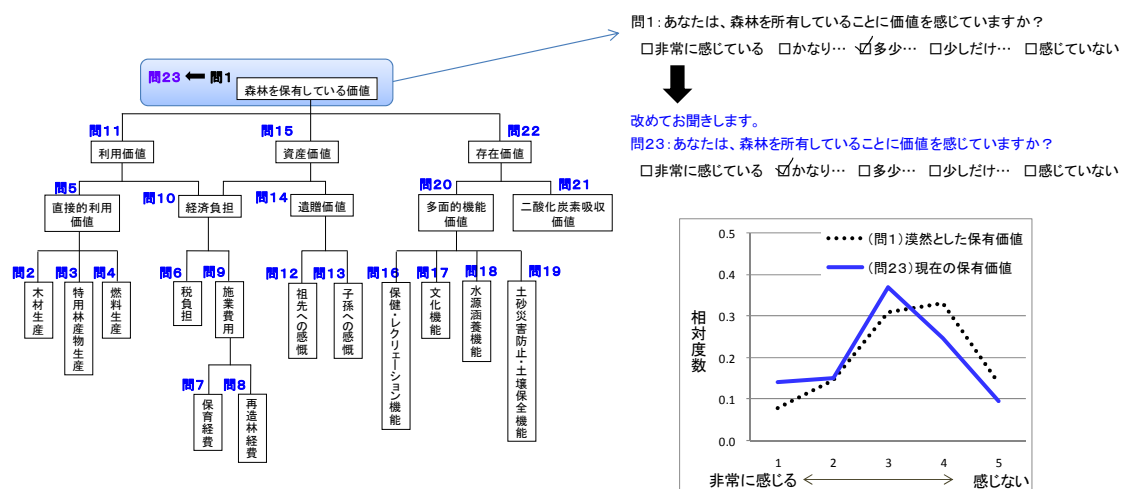 問1：あなたは、森林を所有していることに価値を感じていますか？
□非常に感じている □かなり… ☑多少… □少しだけ… □感じていない
改めてお聞きします。
問23：あなたは、森林を所有していることに価値を感じていますか？
□非常に感じている ☑かなり… □多少… □少しだけ… □感じていない
問23 ← 問1
森林を保有している価値
問11
問15
問22
利用価値
資産価値
存在価値
問5
問10
問14
問20
問21
直接的利用
価値
経済負担
遺贈価値
多面的機能
価値
二酸化炭素吸収
価値
問2
問3
問4
問6
問9
問12
問13
問16
問17
問18
問19
木材生産
特用林産物生産
燃料生産
税負担
施業費用
祖先への感慨
子孫への感慨
保健・レクリェーション機能
文化機能
水源涵養機能
土砂災害防止・土壌保全機能
問7
問8
保育経費
再造林経費
(問1)漠然とした保有価値
(問23)現在の保有価値
相対度数
0.5
0.4
0.3
0.2
0.1
0.0
1 2 3 4 5
非常に感じる 感じない